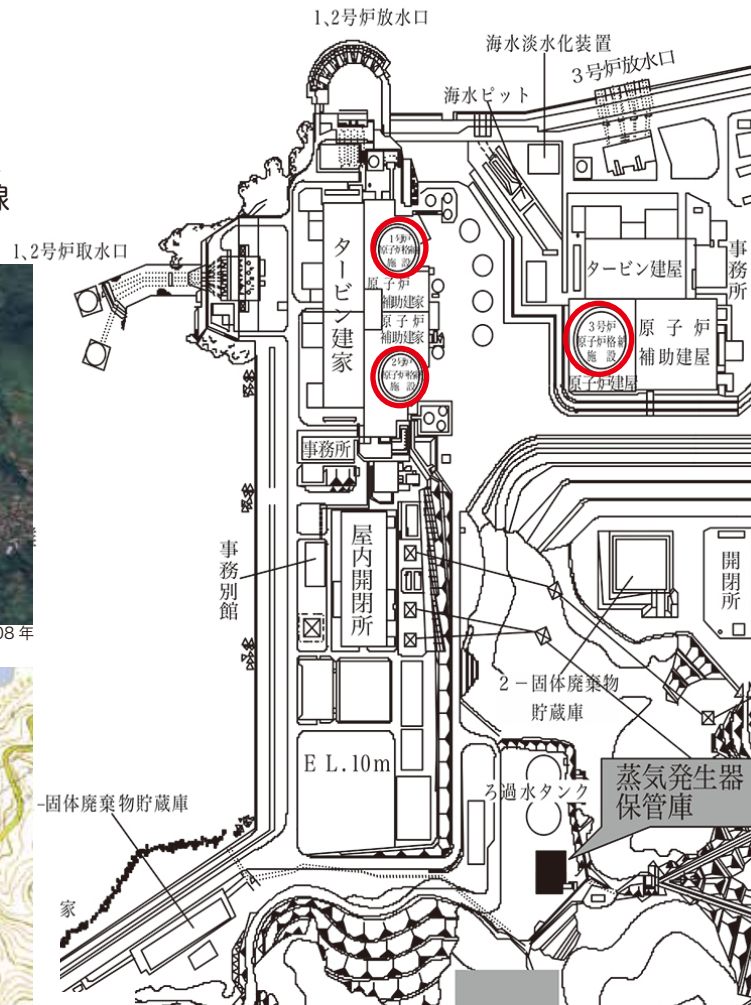 1、2号炉放水口
海水淡水化装置
3号炉放水口
海水ピット
線
1、2号炉取水口
1号炉
原子炉格納
施設
タービン建家
原子炉
補助建家
原子炉
補助建家
2号炉
原子炉格納
施設
タービン建屋
事務所
3号炉
原子炉格納
施設
原子炉
補助建屋
原子炉建屋
事務所
事務別館
屋内開閉所
開閉所
08年
2−固体廃棄物
貯蔵庫
EL.10m
ろ過水タンク
蒸気発生器
保管庫
-固体廃棄物貯蔵庫
家